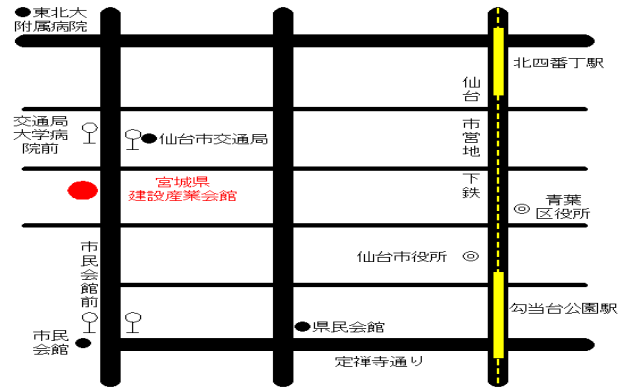 東北大
附属病院
北四番丁駅
仙台市営地下鉄
交通局
大学病
院前
仙台市交通局
宮城県
建設産業会館
青葉
区役所
市民会館前
仙台市役所
勾当台公園駅
県民会館
市民
会館
定禅寺通り